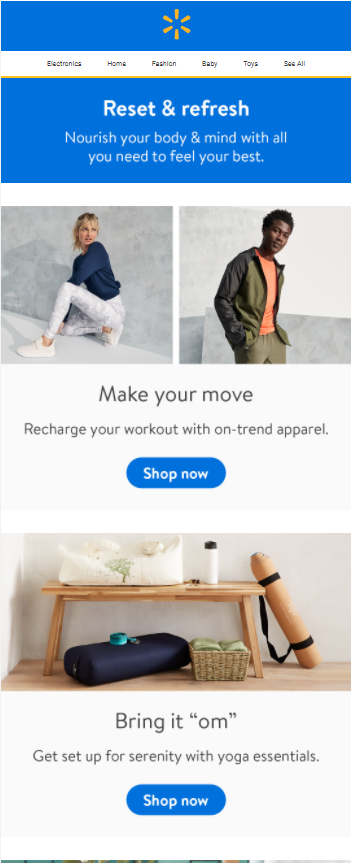 Electronics Home Fashion Baby Toys See All
Reset & refresh
Nourish your body & mind with all
you need to feel your best.
Make your move
Recharge your workout with on-trend apparel.
Shop now
Bring it “om”
Get set up for serenity with yoga essentials.
Shop now